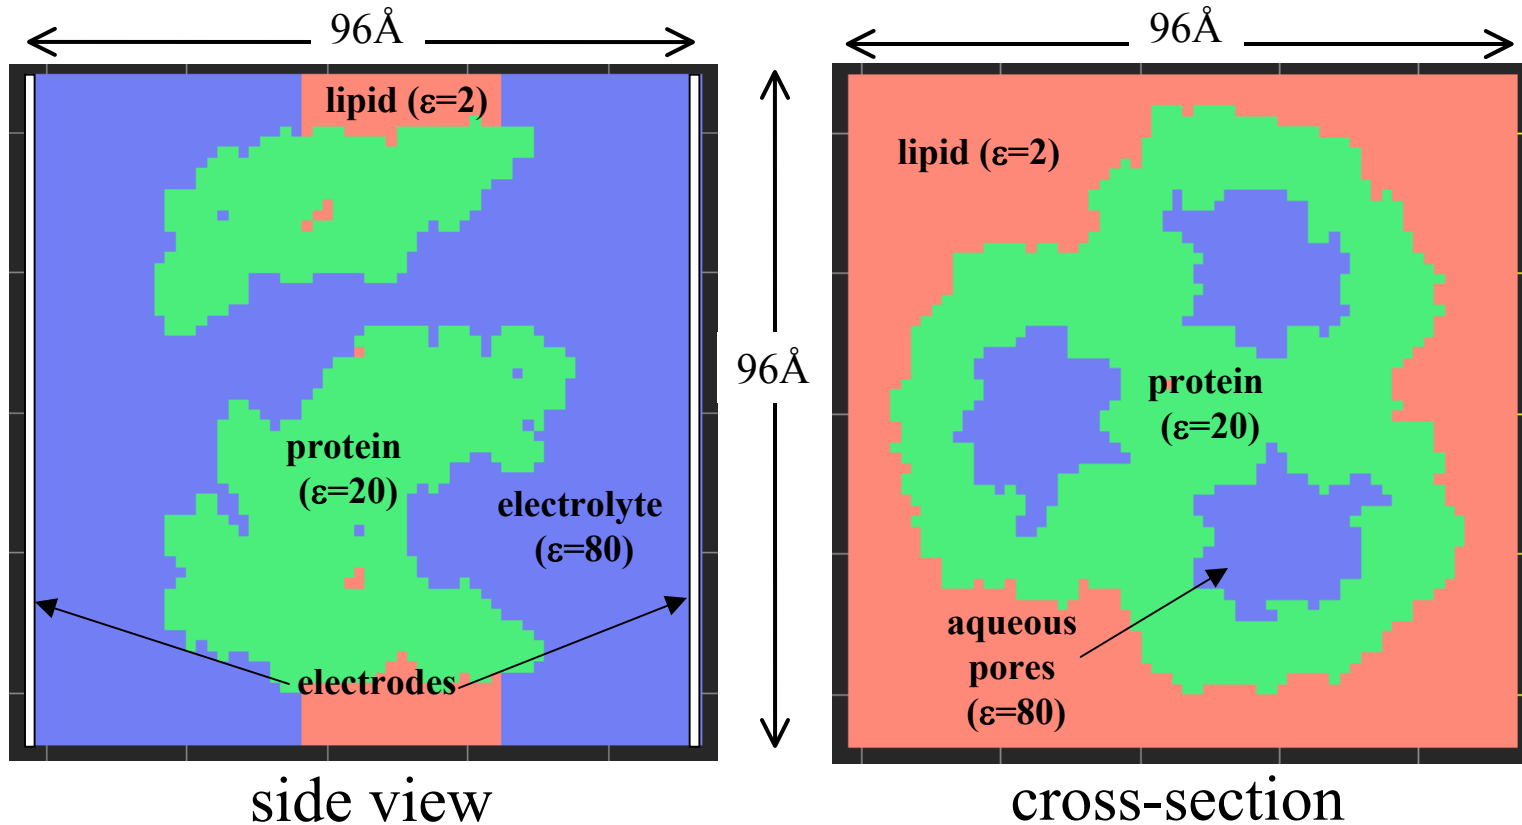 96Å
96Å
lipid (ε=2)
lipid (ε=2)
96Å
protein
(ε=20)
protein
(ε=20)
electrolyte
(ε=80)
aqueous
pores
(ε=80)
electrodes
side view
cross-section